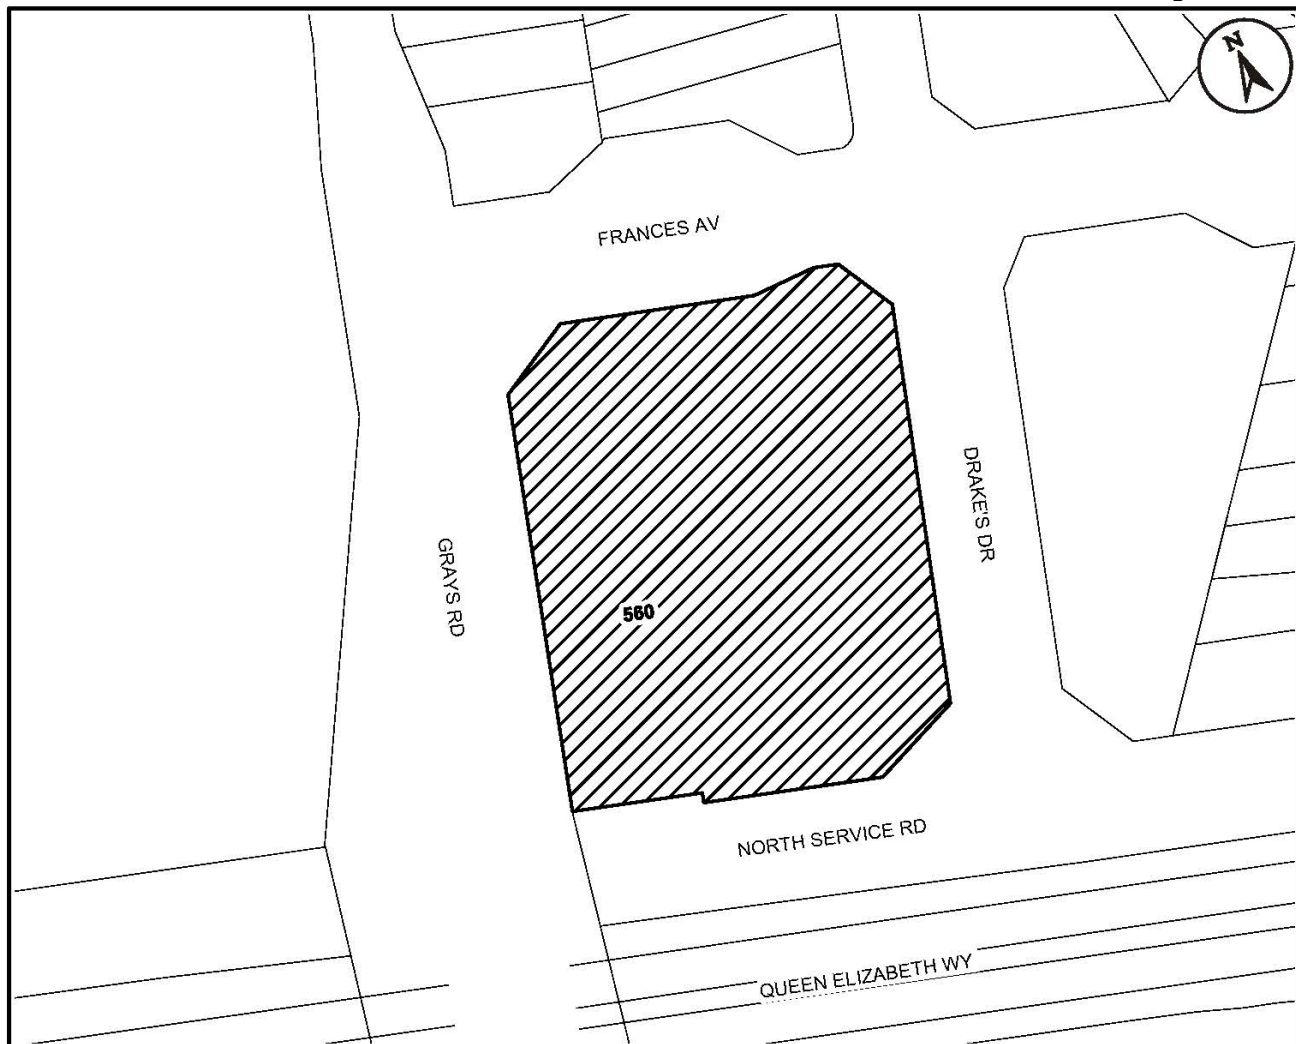 N
FRANCES AV
DRAKE'S DR
GRAYS RD
560
NORTH SERVICE RD
QUEEN ELIZABETH WY